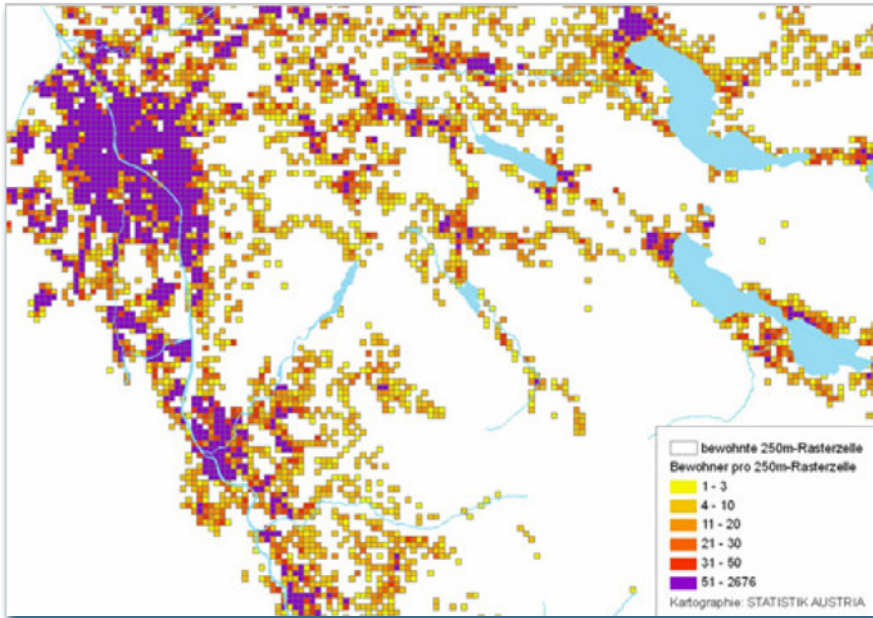 bewohnte 250m-Rasterzelle
Bewohner pro 250m-Rasterzelle
1 - 3
4 - 10
11 - 20
21 - 30
31 - 50
51 - 2676
Kartographie: STATISTIK AUSTRIA